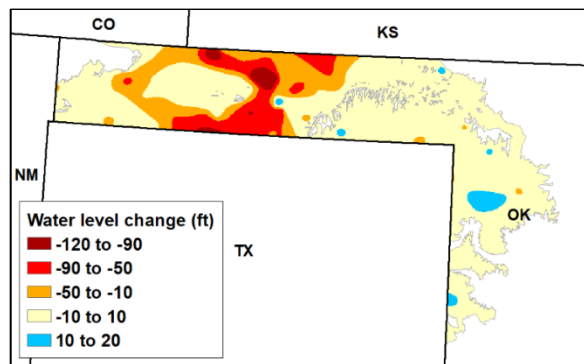 CO
KS
NM
Water level change (ft)
-120 to -90
-90 to -50
-50 to -10
-10 to 10
10 to 20
TX
OK